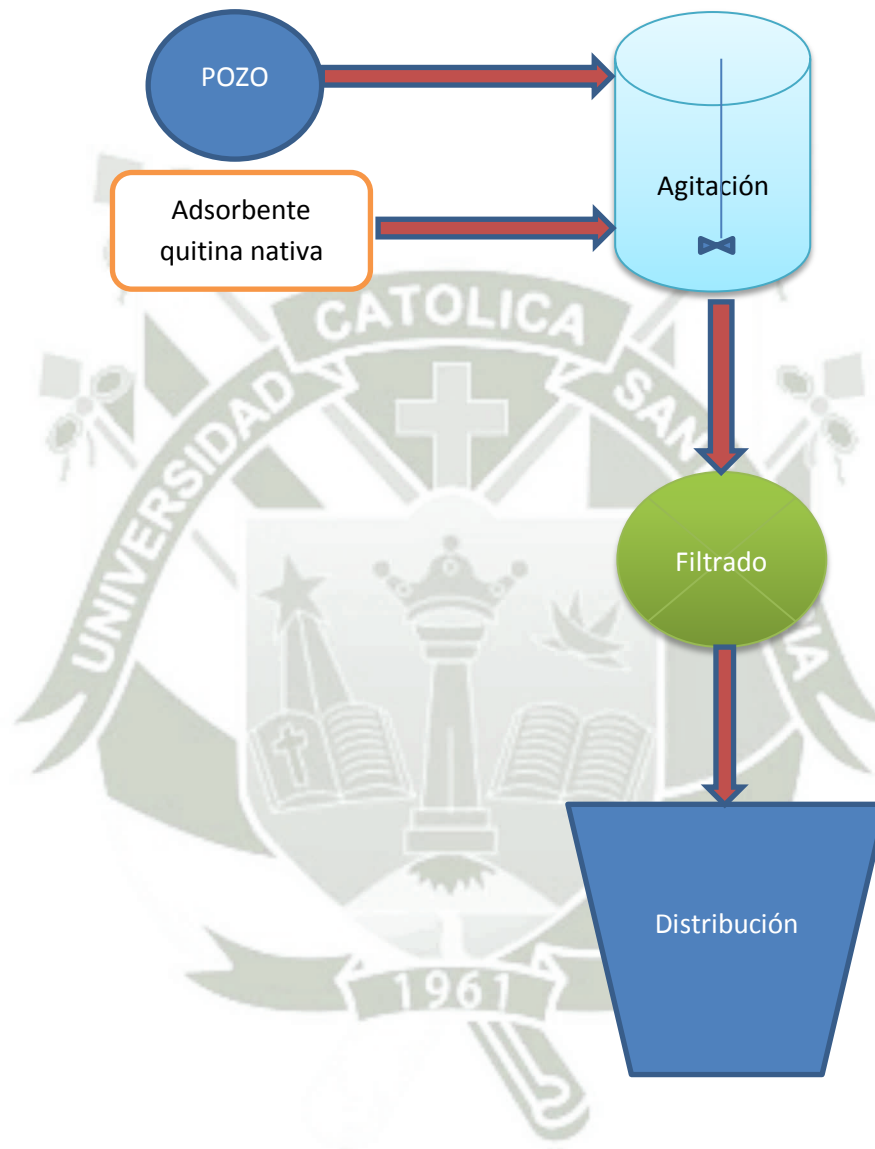 POZO
Agitación
Adsorbente
quitina nativa
Filtrado
Distribución
UNIVERSIDAD CATOLICA SAN
1961